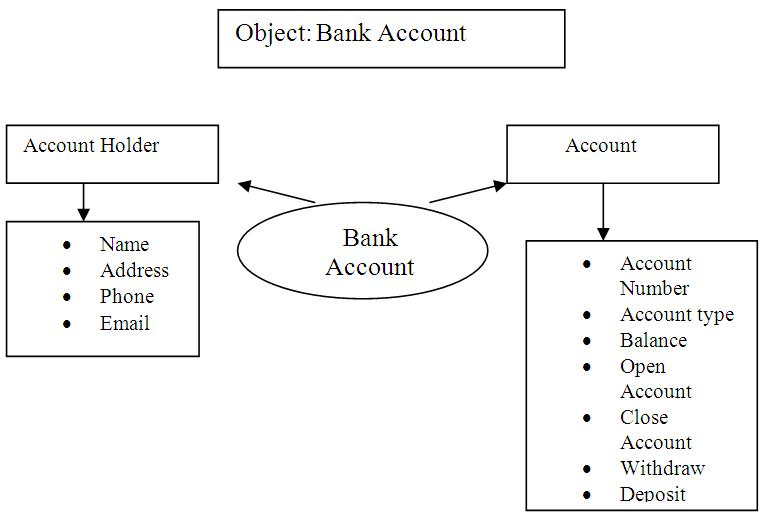 Object: Bank Account
Account Holder
Account
Bank
Account
• Name
• Address
• Phone
• Email
• Account
Number
• Account type
• Balance
• Open
Account
• Close
Account
• Withdraw
• Deposit